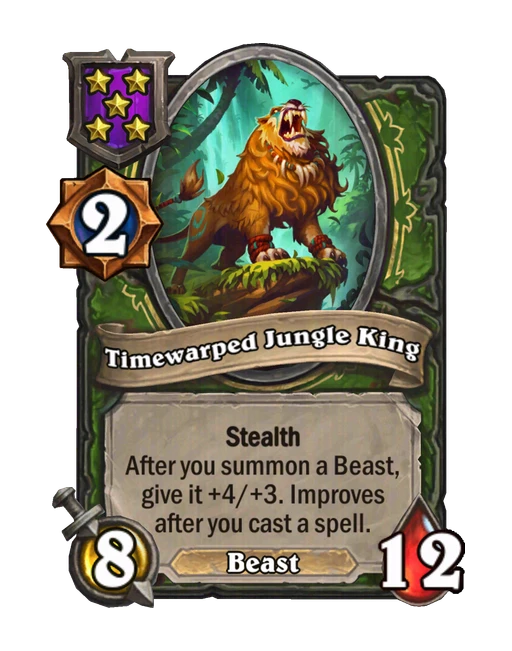 2
Timewarped Jungle King
Stealth
After you summon a Beast,
give it +4/+3. Improves
after you cast a spell.
8
Beast
12